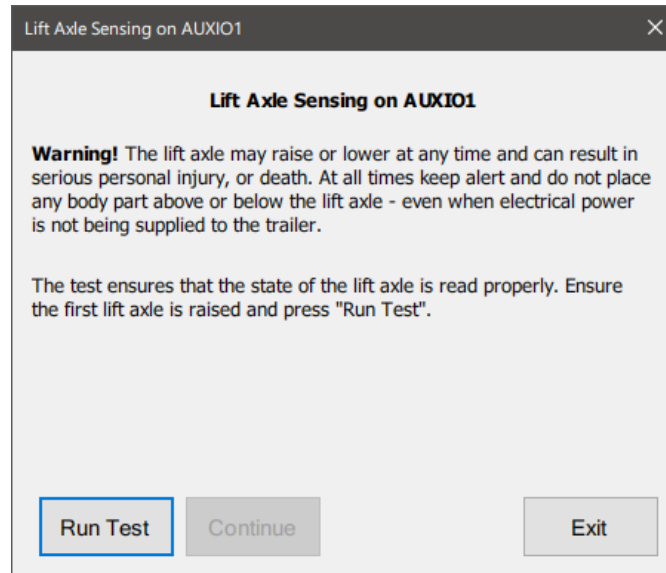 Lift Axle Sensing on AUXIO1
Lift Axle Sensing on AUXIO1
Warning! The lift axle may raise or lower at any time and can result in
serious personal injury, or death. At all times keep alert and do not place
any body part above or below the lift axle - even when electrical power
is not being supplied to the trailer.
The test ensures that the state of the lift axle is read properly. Ensure
the first lift axle is raised and press "Run Test".
Run Test
Continue
Exit